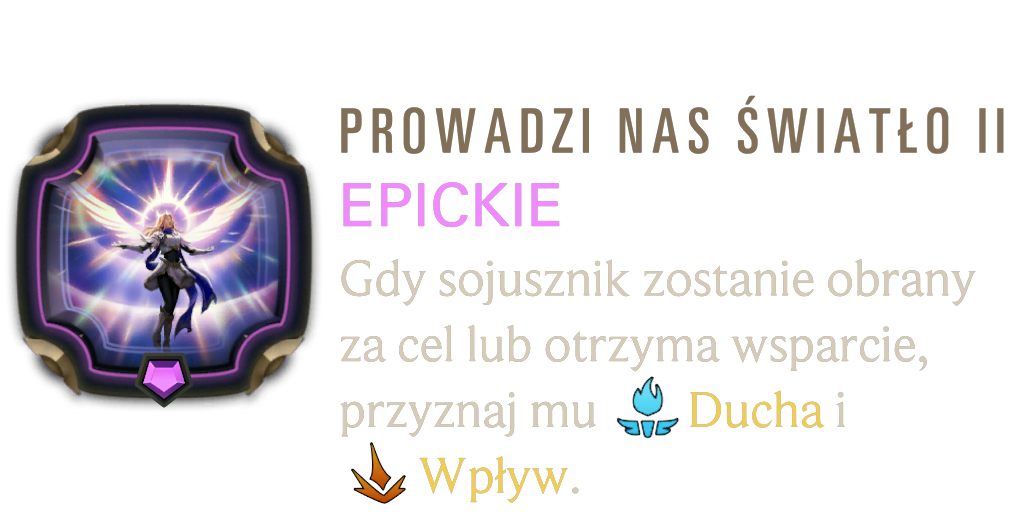 PROWADZI NAS ŚWIATŁO II
EPICKIE
Gdy sojusznik zostanie obrany
za cel lub otrzyma wsparcie,
przyznaj mu Ducha i
Wpływ.